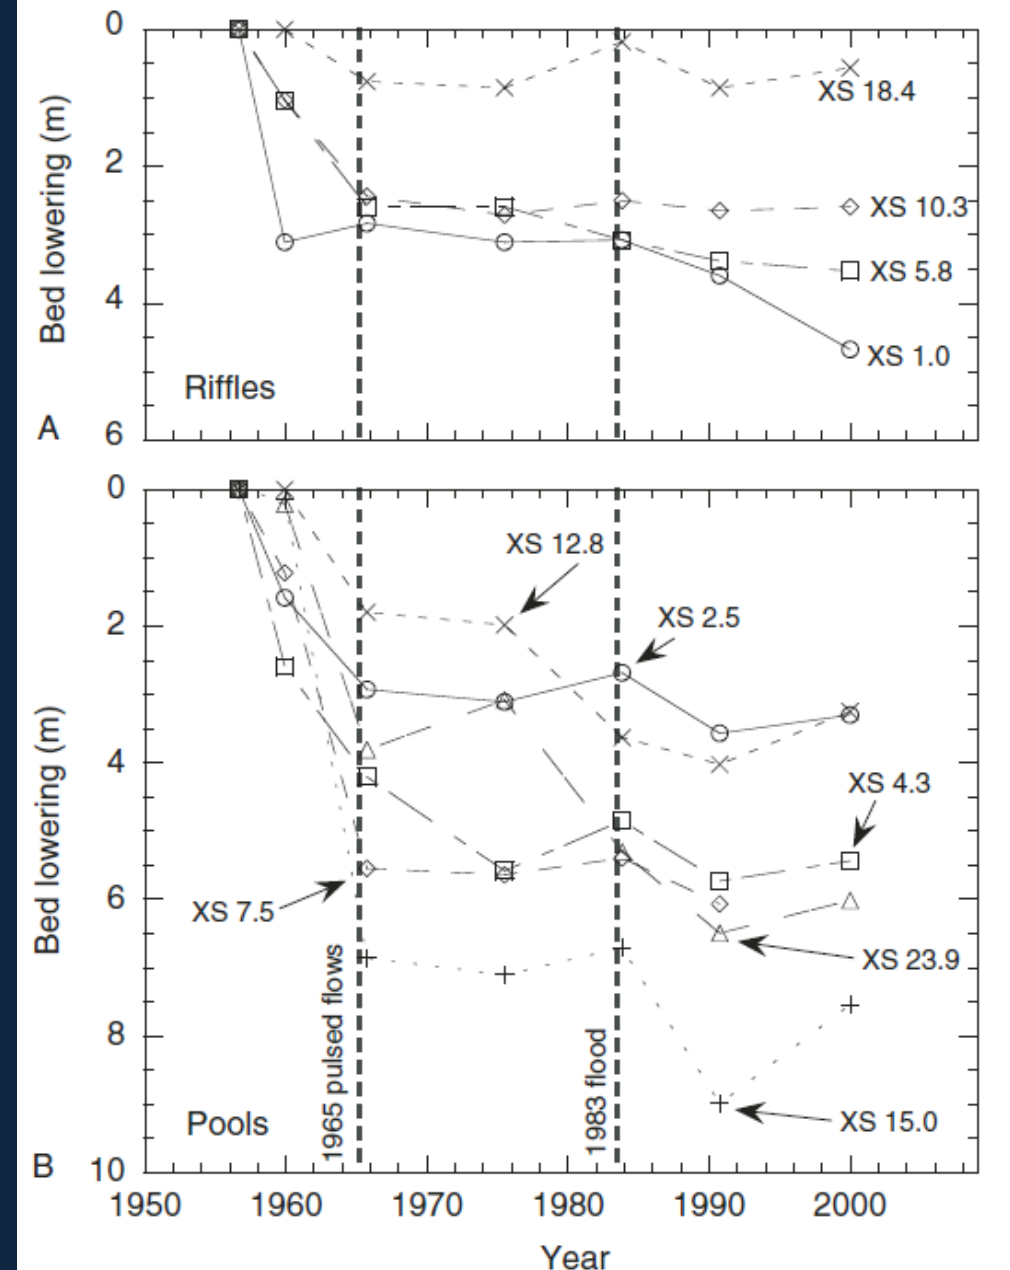 0
2
4
6
Bed lowering (m)
XS 18.4
XS 10.3
XS 5.8
XS 1.0
Riffles
A
0
2
4
6
8
10
Bed lowering (m)
XS 12.8
XS 2.5
XS 4.3
XS 7.5
XS 23.9
XS 15.0
1965 pulsed flows
1983 flood
Pools
B
1950 1960 1970 1980 1990 2000
Year